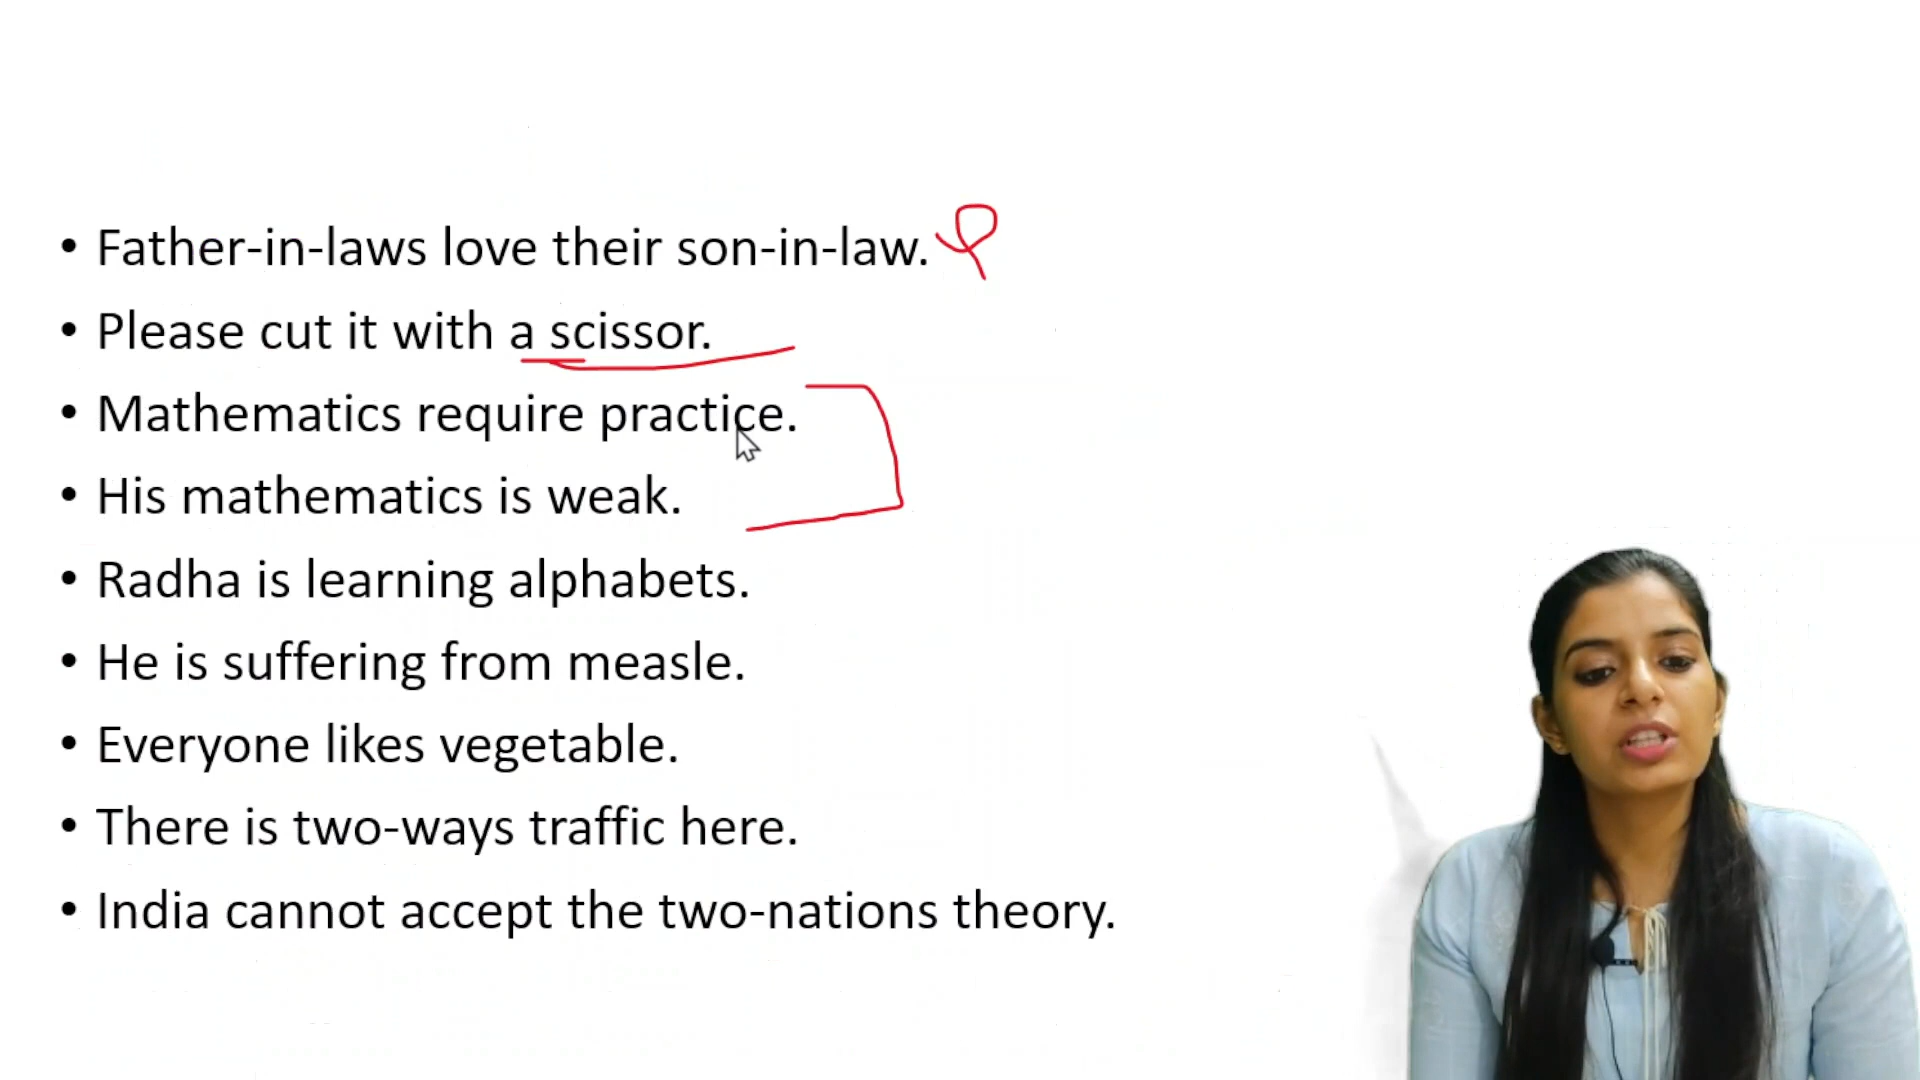 • Father-in-laws love their son-in-law.
• Please cut it with a scissor.
• Mathematics require practice.
• His mathematics is weak.
• Radha is learning alphabets.
• He is suffering from measle.
• Everyone likes vegetable.
• There is two-ways traffic here.
• India cannot accept the two-nations theory.